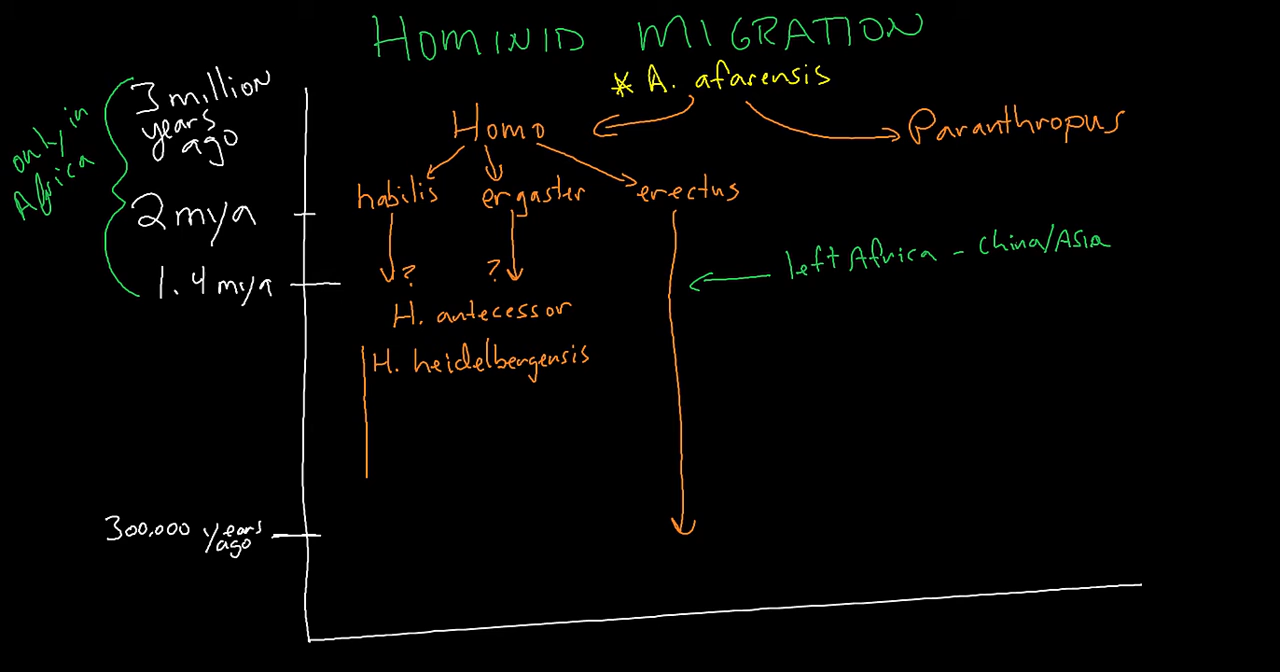 HOMINID MIGRATION
* A. afarensis
3 million
years
ago
only in
Africa
Homo
Paranthropus
habilis
ergaster
erectus
2 mya
left Africa - China/Asia
1.4 mya
?
?
H. antecessor
H. heidelbergensis
300,000 years
ago